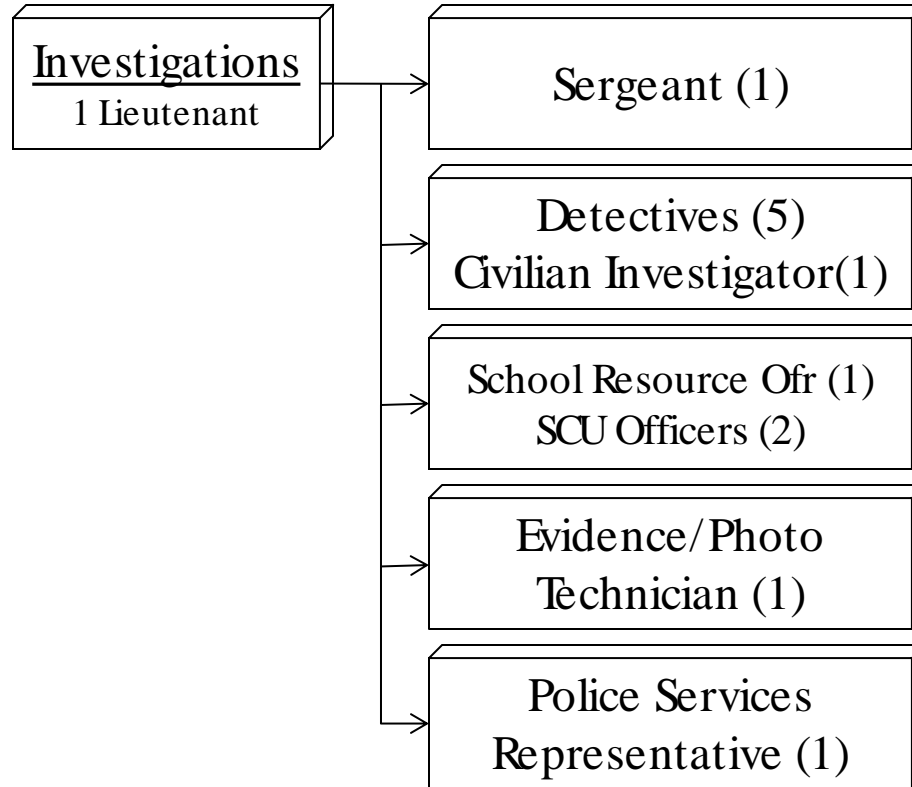 Investigations
1 Lieutenant
Sergeant (1)
Detectives (5)
Civilian Investigator(1)
School Resource Ofr (1)
SCU Officers (2)
Evidence/Photo
Technician (1)
Police Services
Representative (1)